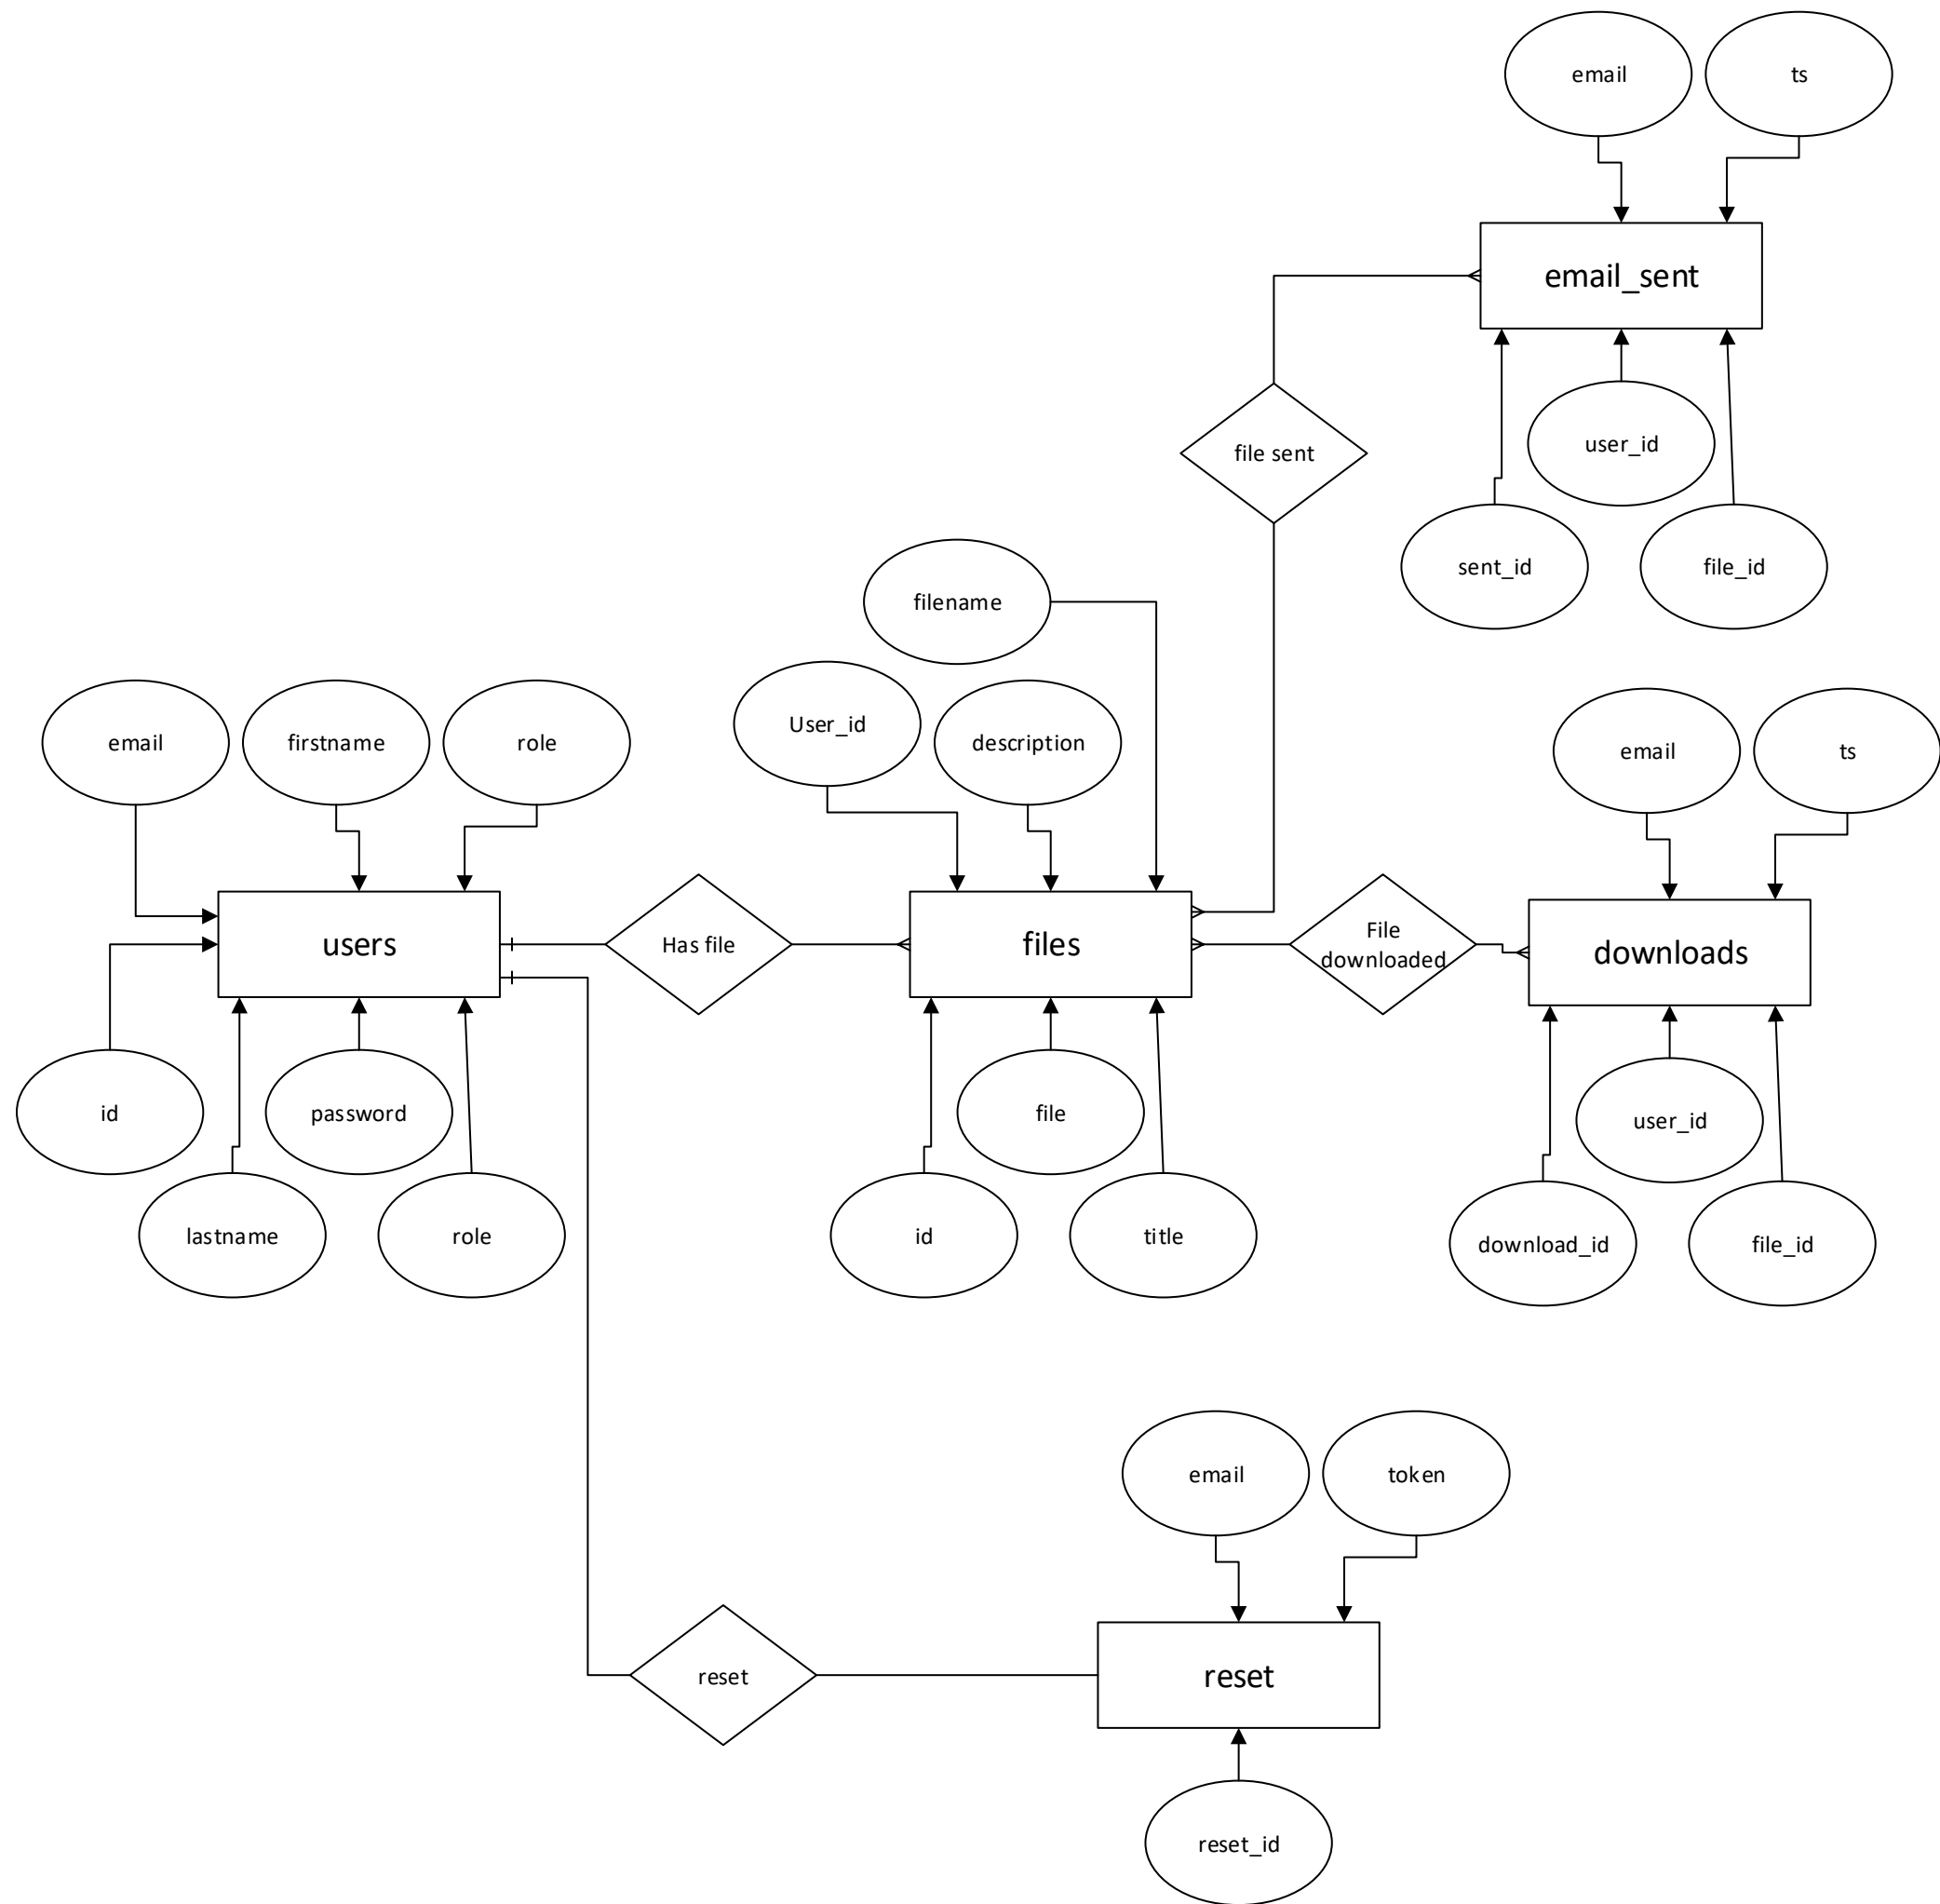 email
ts
email_sent
user_id
file sent
sent_id
file_id
filename
User_id
description
email
firstname
role
email
ts
users
Has file
files
File
downloaded
downloads
id
password
file
user_id
lastname
role
id
title
download_id
file_id
email
token
reset
reset
reset_id